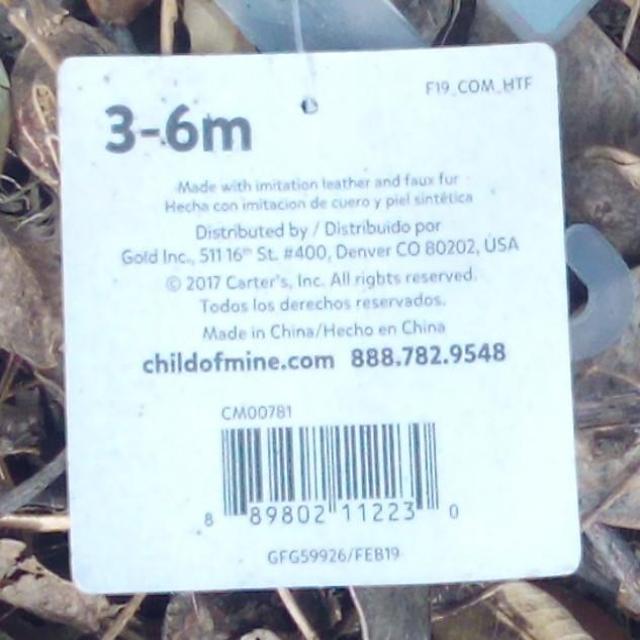 F19_COM_HTF
3-6m
Made with imitation leather and faux fur
Hecha con imitacion de cuero y piel sintética
Distributed by / Distribuido por
Gold Inc., 511 16th St. #400, Denver CO 80202, USA
© 2017 Carter's, Inc. All rights reserved.
Todos los derechos reservados.
Made in China/Hecho en China
childofmine.com 888.782.9548
CM00781
8 89802 11223 0
GFG59926/FEB19